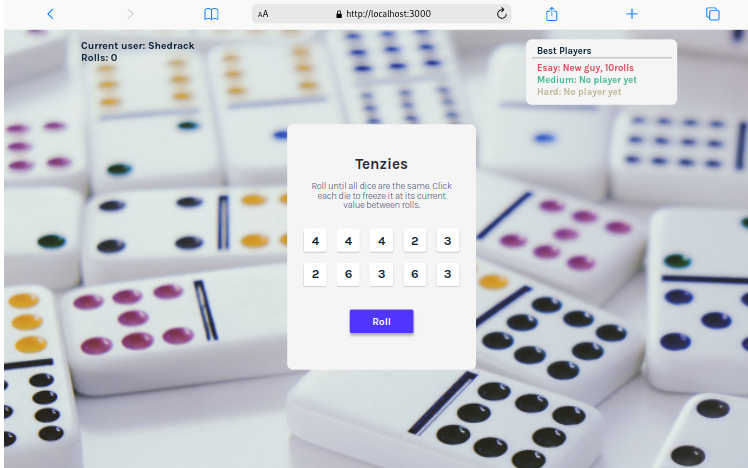 AA http://localhost:3000
Current user: Shedrack
Rolls: 0
Best Players
Esay: New guy, 10rolls
Medium: No player yet
Hard: No player yet
Tenzies
Roll until all dice are the same. Click
each die to freeze it at its current
value between rolls.
4 4 4 2 3
2 6 3 6 3
Roll